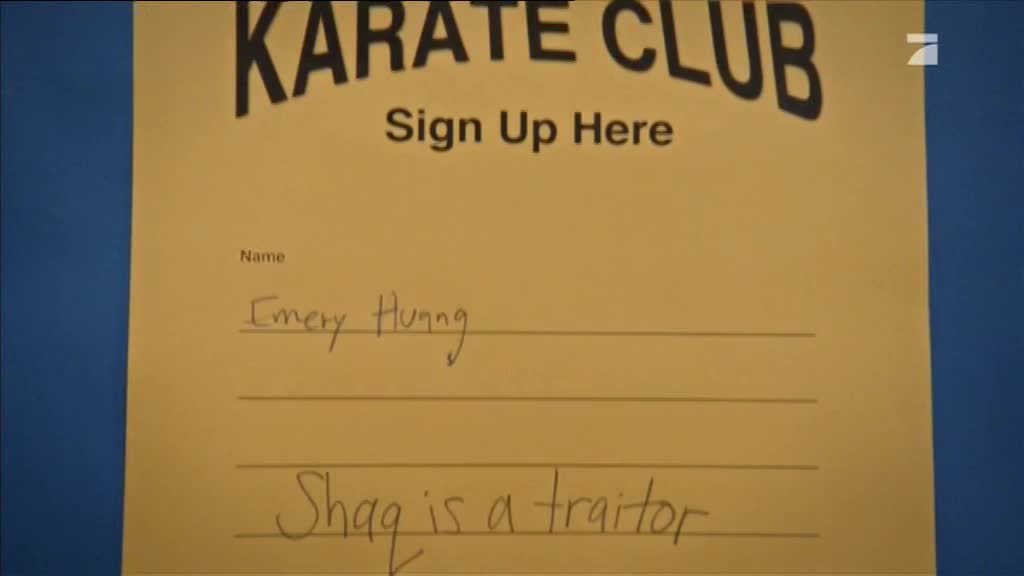 KARATE CLUB
Sign Up Here
Name
Emery Huang
Shaq is a traitor